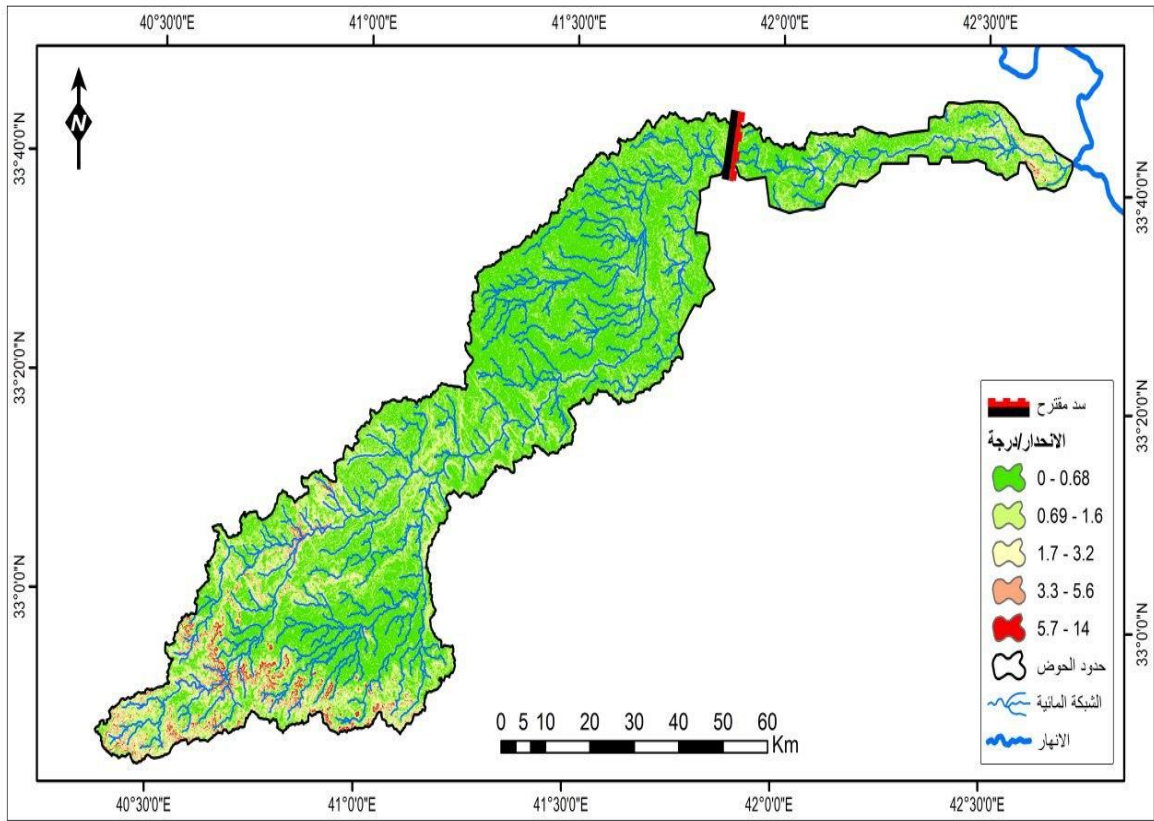 40°30'0"E 41°0'0"E 41°30'0"E 42°0'0"E 42°30'0"E
N
33°40'0"N
33°20'0"N
33°0'0"N
33°40'0"N
33°20'0"N
33°0'0"N
سد مقترح
الانحدار/درجة
0 - 0.68
0.69 - 1.6
1.7 - 3.2
3.3 - 5.6
5.7 - 14
حدود الحوض
الشبكة المائية
الانهار
0 5 10 20 30 40 50 60
Km
40°30'0"E 41°0'0"E 41°30'0"E 42°0'0"E 42°30'0"E